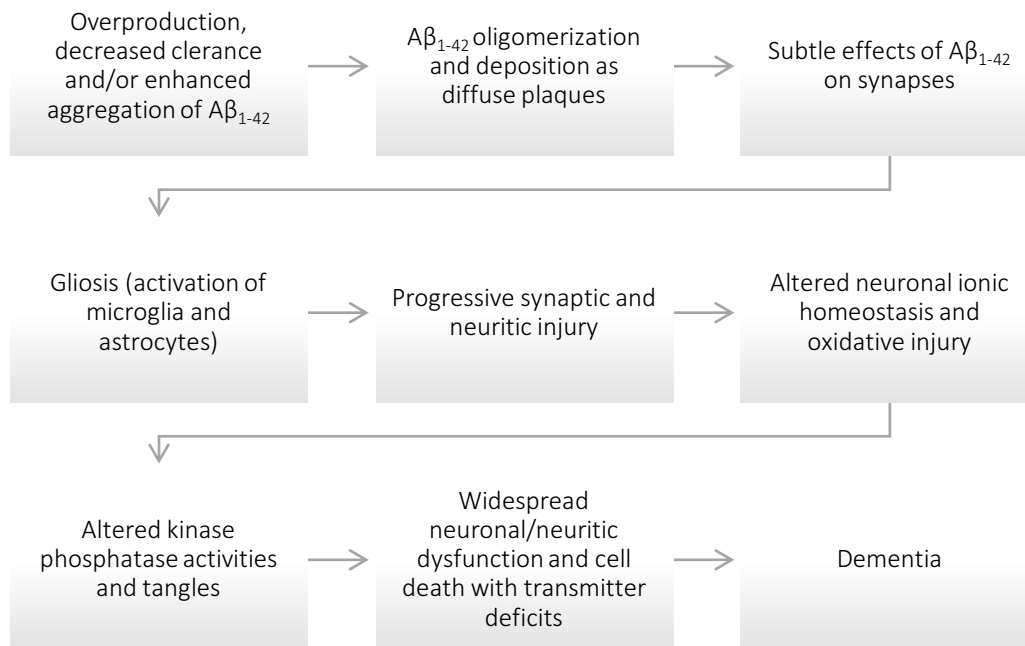 Overproduction,
decreased clerance
and/or enhanced
aggregation of Aβ₁₋₄₂
Aβ₁₋₄₂ oligomerization
and deposition as
diffuse plaques
Subtle effects of Aβ₁₋₄₂
on synapses
Gliosis (activation of
microglia and
astrocytes)
Progressive synaptic and
neuritic injury
Altered neuronal ionic
homeostasis and
oxidative injury
Altered kinase
phosphatase activities
and tangles
Widespread
neuronal/neuritic
dysfunction and cell
death with transmitter
deficits
Dementia